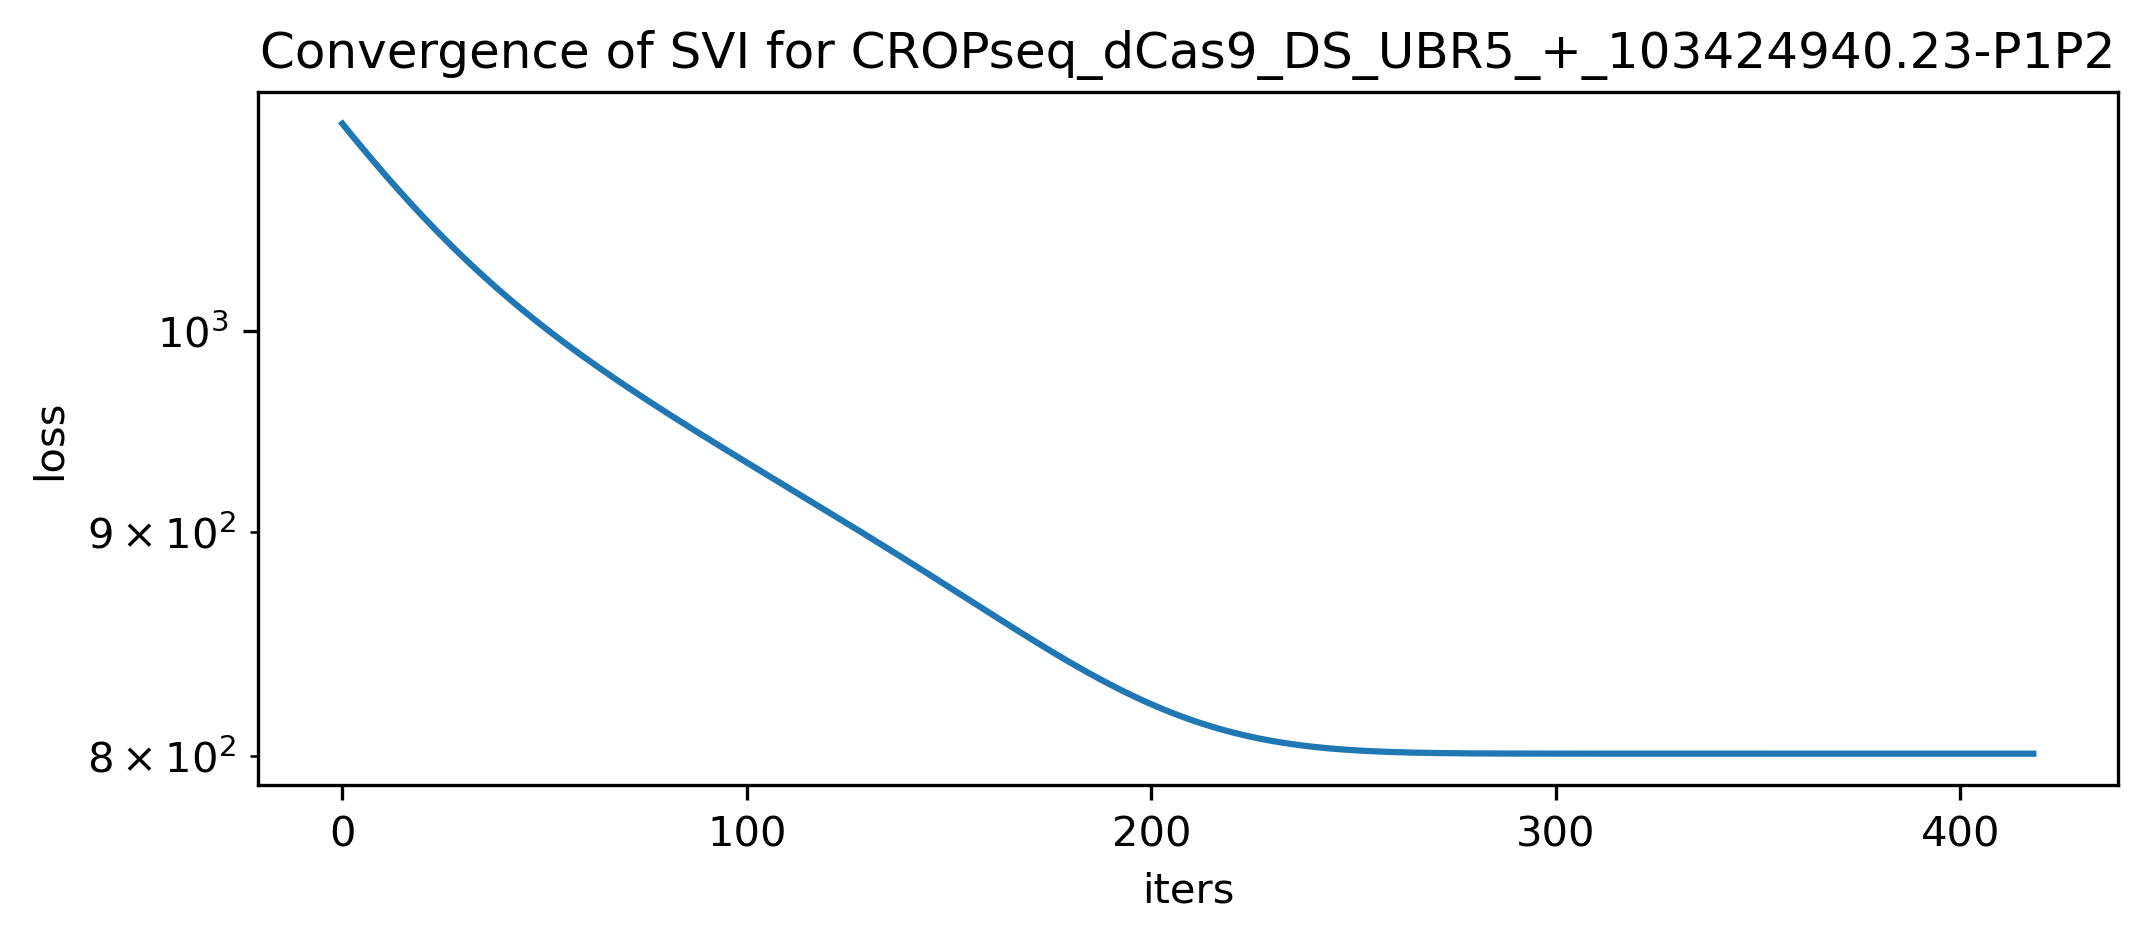 Convergence of SVI for CROPseq_dCas9_DS_UBR5_+_103424940.23-P1P2
10³
9 × 10²
8 × 10²
loss
0 100 200 300 400
iters